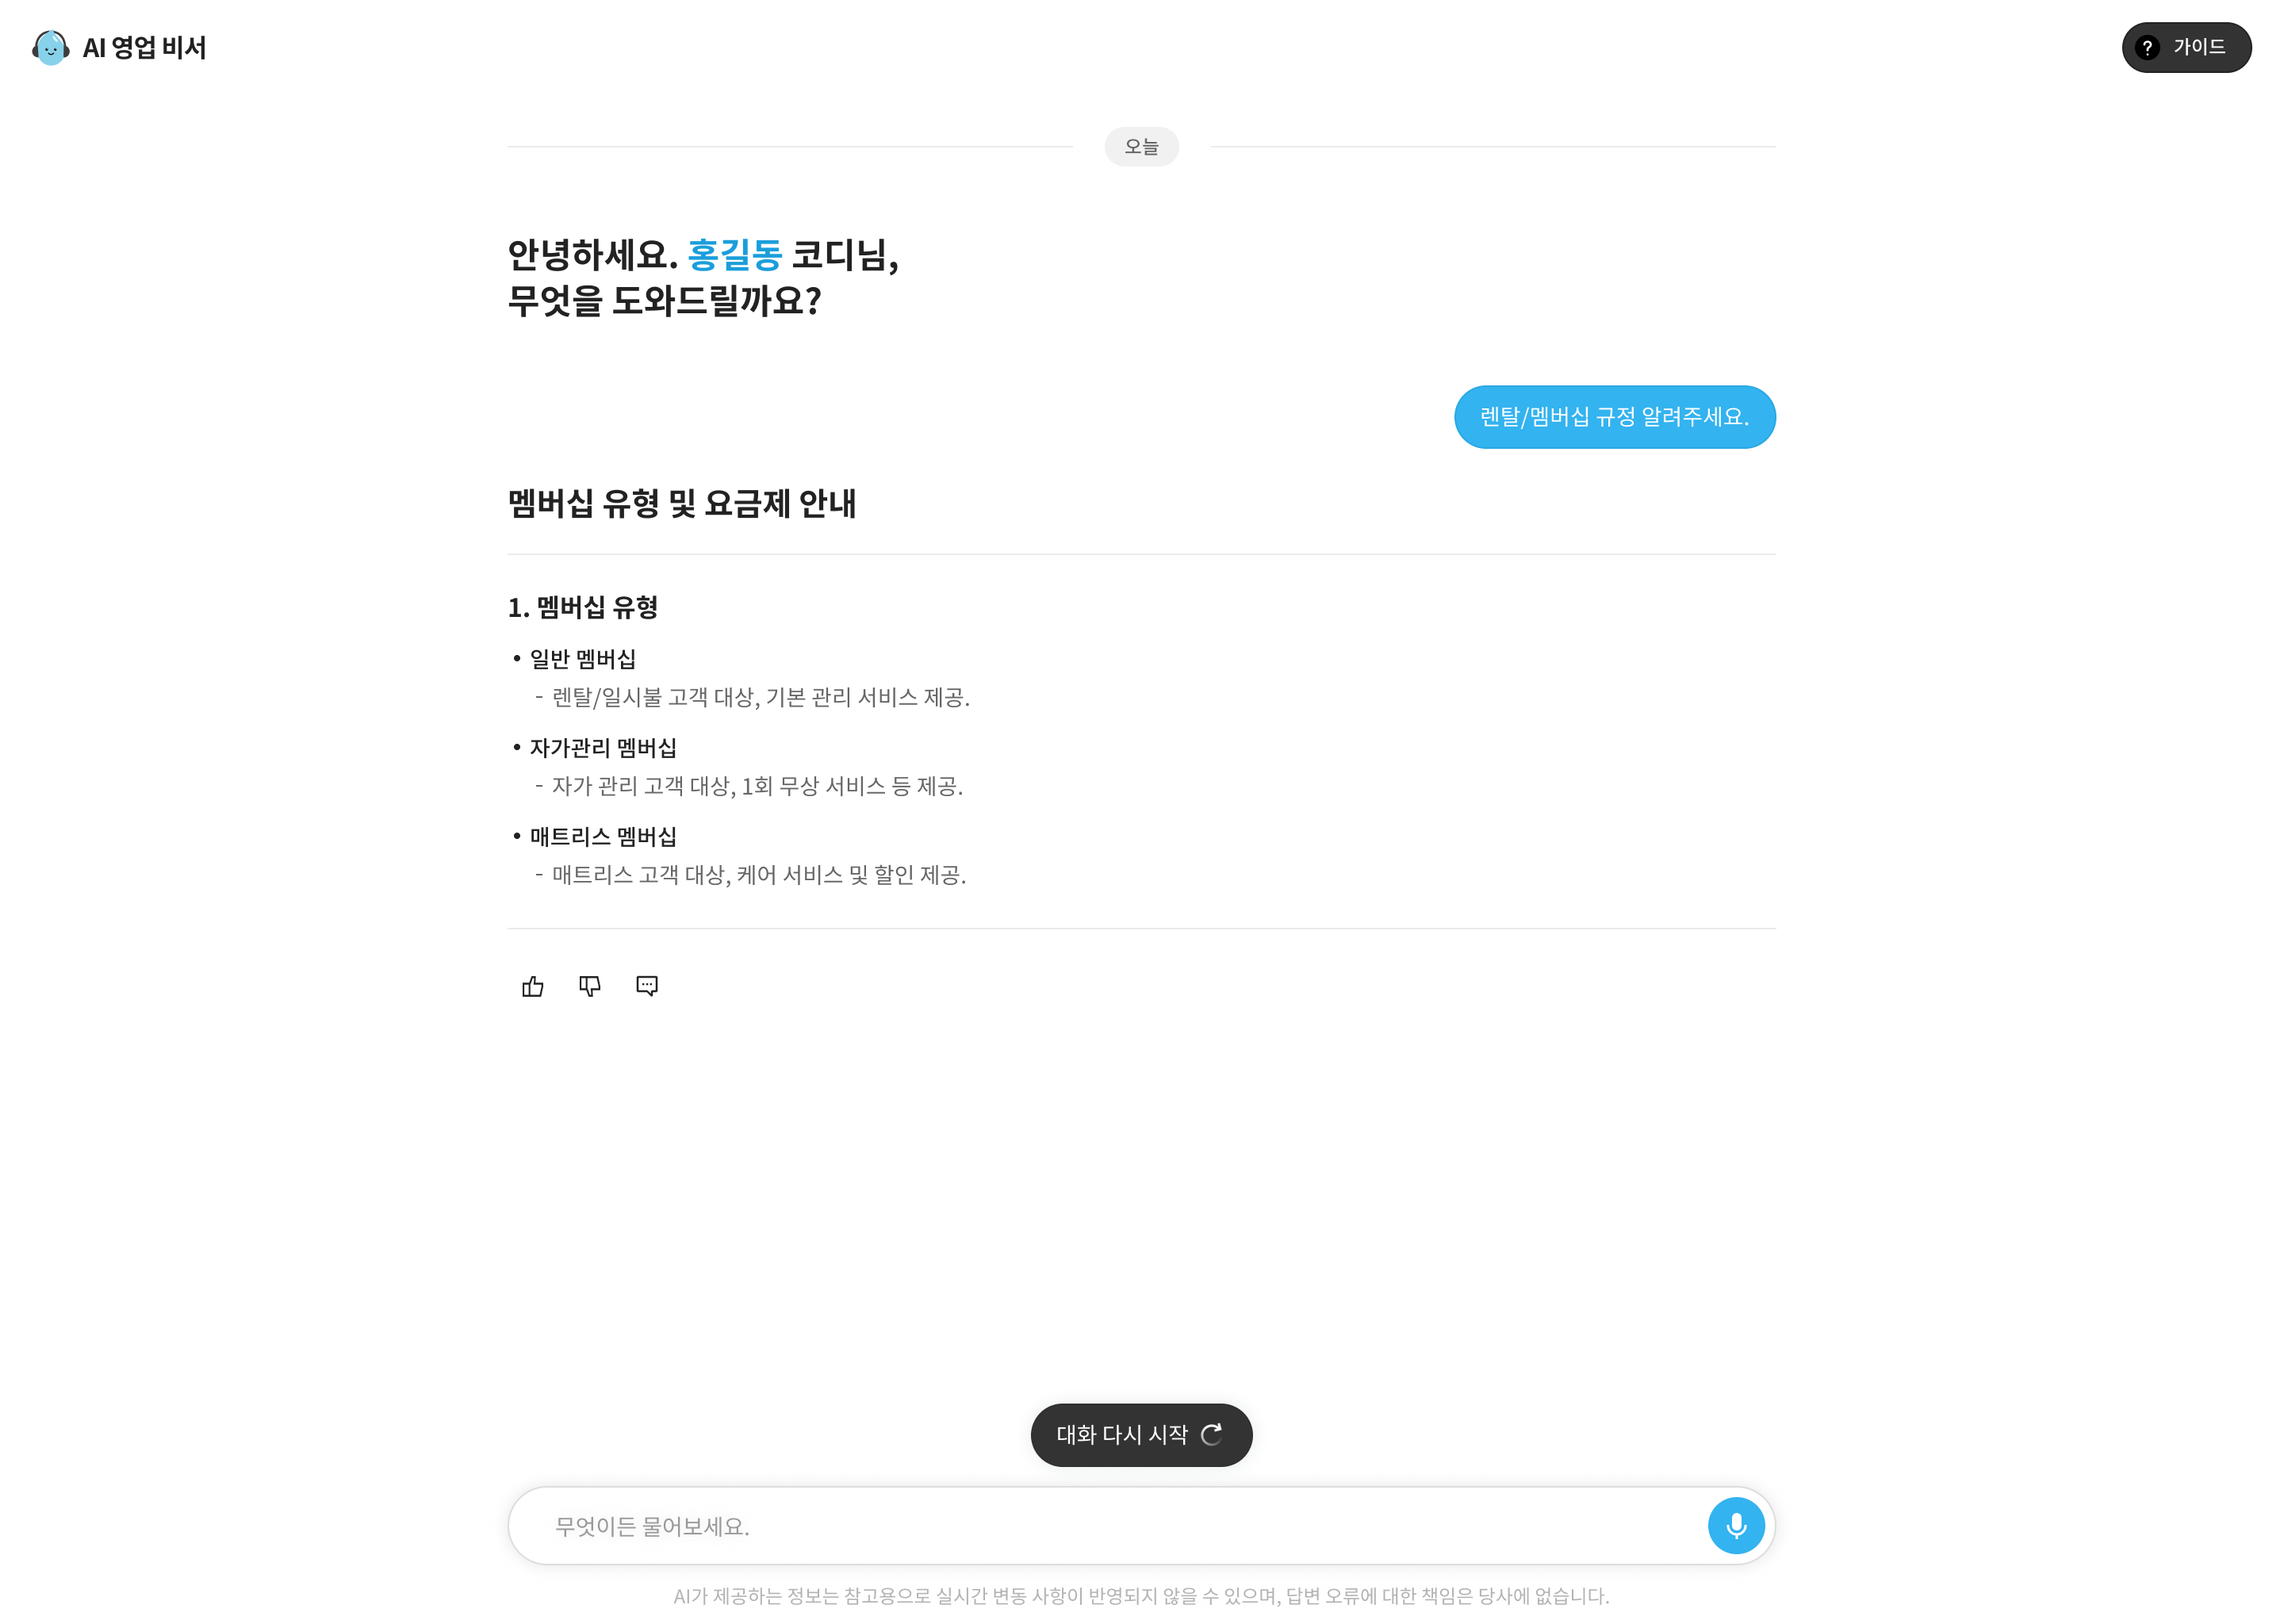 AI 영업 비서
? 가이드
오늘
안녕하세요. 홍길동 코디님,
무엇을 도와드릴까요?
렌탈/멤버십 규정 알려주세요.
멤버십 유형 및 요금제 안내
1. 멤버십 유형
• 일반 멤버십
- 렌탈/일시불 고객 대상, 기본 관리 서비스 제공.
• 자가관리 멤버십
- 자가 관리 고객 대상, 1회 무상 서비스 등 제공.
• 매트리스 멤버십
- 매트리스 고객 대상, 케어 서비스 및 할인 제공.
대화 다시 시작
무엇이든 물어보세요.
AI가 제공하는 정보는 참고용으로 실시간 변동 사항이 반영되지 않을 수 있으며, 답변 오류에 대한 책임은 당사에 없습니다.